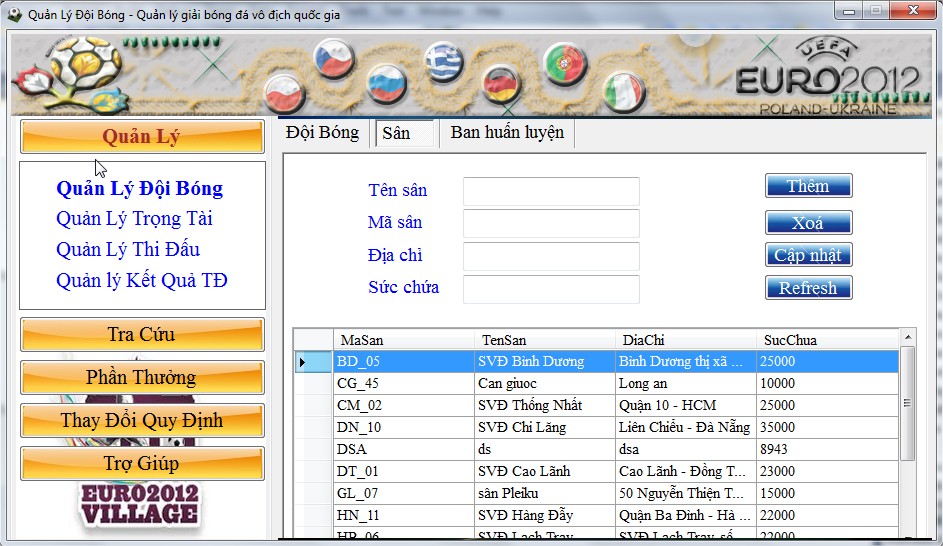 Quản Lý Đội Bóng - Quản lý giải bóng đá vô địch quốc gia
UEFA
EURO2012
POLAND-UKRAINE
Quản Lý
Quản Lý Đội Bóng
Quản Lý Trọng Tài
Quản Lý Thi Đấu
Quản lý Kết Quả TĐ
Tra Cứu
Phần Thưởng
Thay Đổi Quy Định
Trợ Giúp
EURO2012
VILLAGE
Đội Bóng Sân Ban huấn luyện
Tên sân Thêm
Mã sân Xoá
Địa chỉ Cập nhật
Sức chứa Refresh
MaSan TenSan DiaChi SucChua
BD_05 SVĐ Bình Dương Bình Dương thị xã ... 25000
CG_45 Can giuoc Long an 10000
CM_02 SVĐ Thống Nhất Quận 10 - HCM 25000
DN_10 SVĐ Chi Lăng Liên Chiểu - Đà Nẵng 35000
DSA ds dsa 8943
DT_01 SVĐ Cao Lãnh Cao Lãnh - Đồng T... 23000
GL_07 sân Pleiku 50 Nguyễn Thiện T... 15000
HN_11 SVĐ Hàng Đẫy Quận Ba Đình - Hà ... 22000
HP_06 SVĐ Lạch Tray Lạch Tray, số 22000